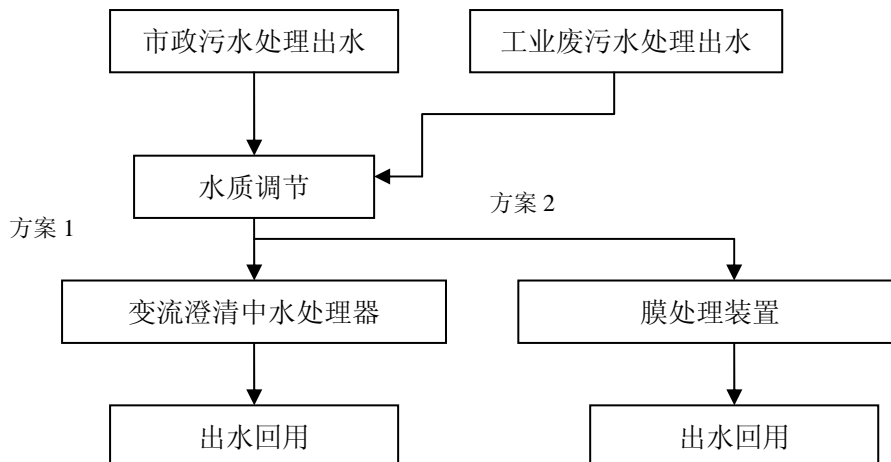 市政污水处理出水
工业废污水处理出水
水质调节
方案 1
方案 2
变流澄清中水处理器
膜处理装置
出水回用
出水回用